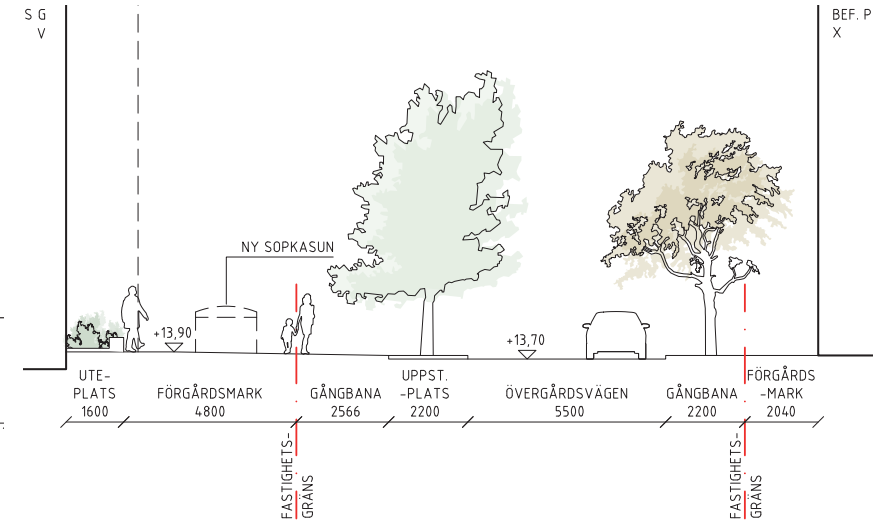 S G
V
BEF. P
X
NY SOPKASUN
+13,90
+13,70
UTE-
PLATS
1600
FÖRGÅRDSMARK
4800
GÅNGBANA
2566
UPPST.
-PLATS
2200
ÖVERGÅRDSVÄGEN
5500
GÅNGBANA
2200
FÖRGÅRDS
-MARK
2040
FASTIGHETS-
GRÄNS
FASTIGHETS-
GRÄNS